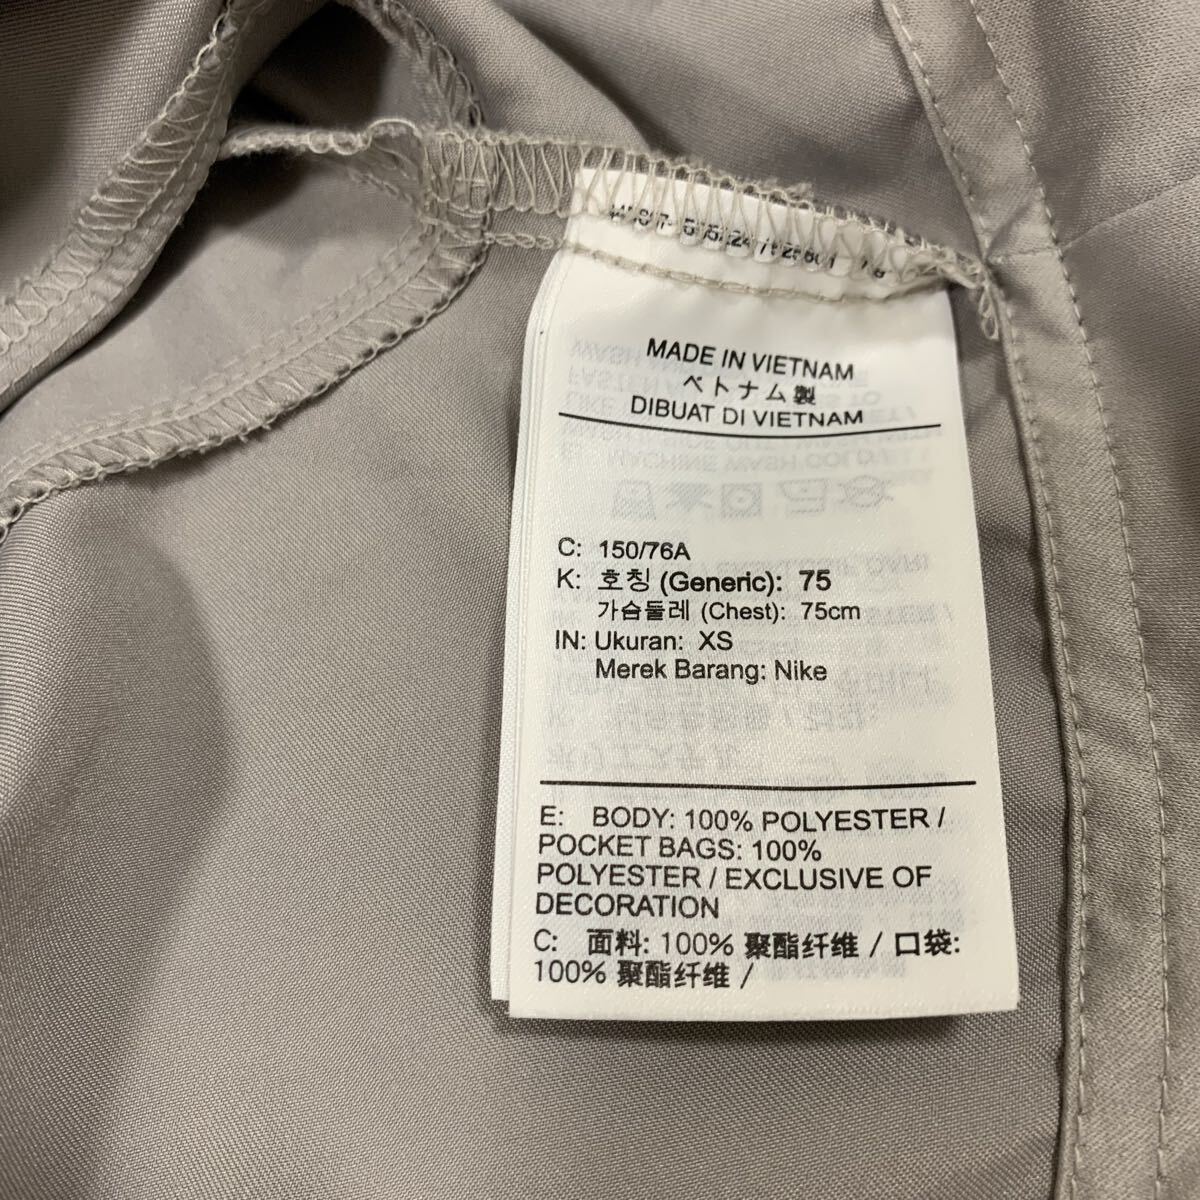 MADE IN VIETNAM
ベトナム製
DIBUAT DI VIETNAM
C: 150/76A
K: 호칭 (Generic): 75
가슴둘레 (Chest): 75cm
IN: Ukuran: XS
Merek Barang: Nike
E: BODY: 100% POLYESTER /
POCKET BAGS: 100%
POLYESTER / EXCLUSIVE OF
DECORATION
C: 面料: 100% 聚酯纤维 / 口袋:
100% 聚酯纤维 /